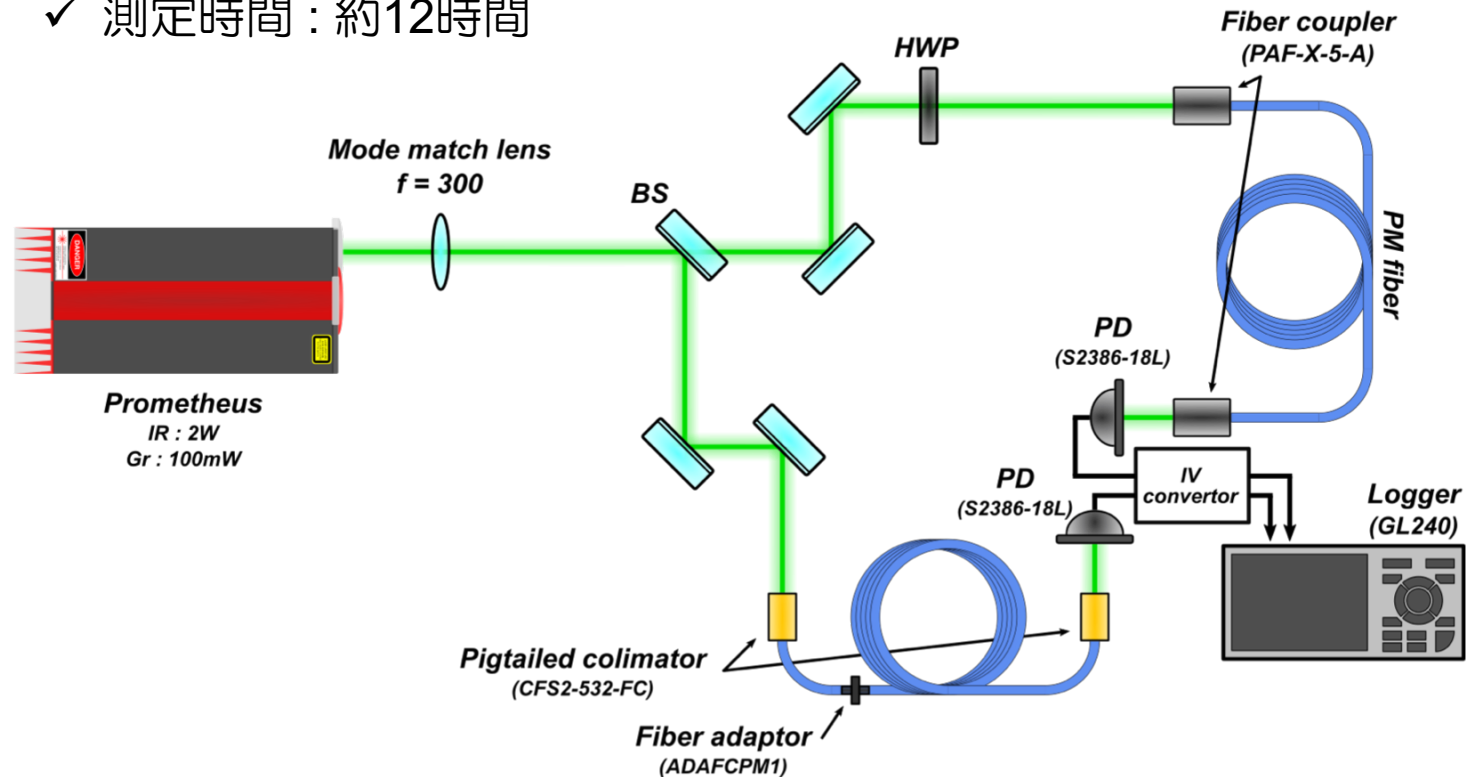 ✓ 測定時間 : 約12時間
Fiber coupler
(PAF-X-5-A)
HWP
Mode match lens
f = 300
BS
PM fiber
DANGER
PD
(S2386-18L)
Prometheus
IR : 2W
Gr : 100mW
IV
convertor
PD
(S2386-18L)
Logger
(GL240)
Pigtailed colimator
(CFS2-532-FC)
Fiber adaptor
(ADAFCPM1)